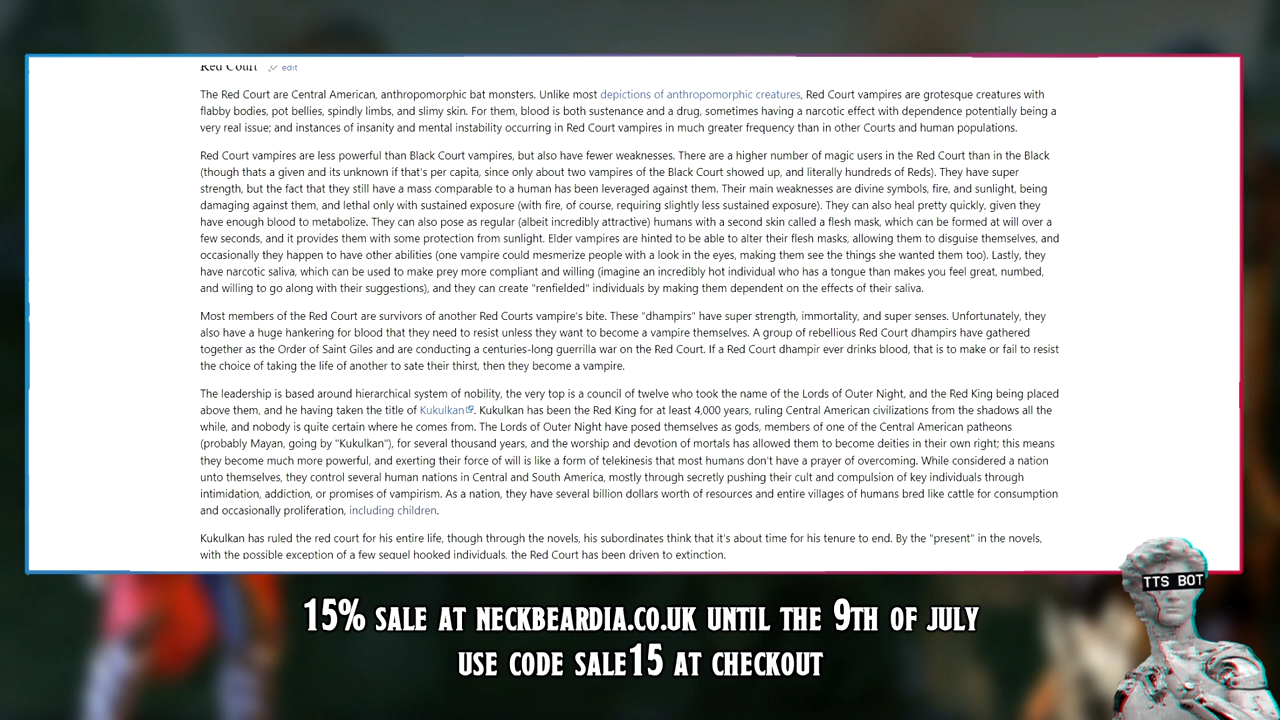 Red Court edit
The Red Court are Central American, anthropomorphic bat monsters. Unlike most depictions of anthropomorphic creatures, Red Court vampires are grotesque creatures with
flabby bodies, pot bellies, spindly limbs, and slimy skin. For them, blood is both sustenance and a drug, sometimes having a narcotic effect with dependence potentially being a
very real issue; and instances of insanity and mental instability occurring in Red Court vampires in much greater frequency than in other Courts and human populations.
Red Court vampires are less powerful than Black Court vampires, but also have fewer weaknesses. There are a higher number of magic users in the Red Court than in the Black
(though thats a given and its unknown if that's per capita, since only about two vampires of the Black Court showed up, and literally hundreds of Reds). They have super
strength, but the fact that they still have a mass comparable to a human has been leveraged against them. Their main weaknesses are divine symbols, fire, and sunlight, being
damaging against them, and lethal only with sustained exposure (with fire, of course, requiring slightly less sustained exposure). They can also heal pretty quickly, given they
have enough blood to metabolize. They can also pose as regular (albeit incredibly attractive) humans with a second skin called a flesh mask, which can be formed at will over a
few seconds, and it provides them with some protection from sunlight. Elder vampires are hinted to be able to alter their flesh masks, allowing them to disguise themselves, and
occasionally they happen to have other abilities (one vampire could mesmerize people with a look in the eyes, making them see the things she wanted them too). Lastly, they
have narcotic saliva, which can be used to make prey more compliant and willing (imagine an incredibly hot individual who has a tongue than makes you feel great, numbed,
and willing to go along with their suggestions), and they can create "renfielded" individuals by making them dependent on the effects of their saliva.
Most members of the Red Court are survivors of another Red Courts vampire's bite. These "dhampirs" have super strength, immortality, and super senses. Unfortunately, they
also have a huge hankering for blood that they need to resist unless they want to become a vampire themselves. A group of rebellious Red Court dhampirs have gathered
together as the Order of Saint Giles and are conducting a centuries-long guerrilla war on the Red Court. If a Red Court dhampir ever drinks blood, that is to make or fail to resist
the choice of taking the life of another to sate their thirst, then they become a vampire.
The leadership is based around hierarchical system of nobility, the very top is a council of twelve who took the name of the Lords of Outer Night, and the Red King being placed
above them, and he having taken the title of Kukulkan. Kukulkan has been the Red King for at least 4,000 years, ruling Central American civilizations from the shadows all the
while, and nobody is quite certain where he comes from. The Lords of Outer Night have posed themselves as gods, members of one of the Central American patheons
(probably Mayan, going by "Kukulkan"), for several thousand years, and the worship and devotion of mortals has allowed them to become deities in their own right; this means
they become much more powerful, and exerting their force of will is like a form of telekinesis that most humans don't have a prayer of overcoming. While considered a nation
unto themselves, they control several human nations in Central and South America, mostly through secretly pushing their cult and compulsion of key individuals through
intimidation, addiction, or promises of vampirism. As a nation, they have several billion dollars worth of resources and entire villages of humans bred like cattle for consumption
and occasionally proliferation, including children.
Kukulkan has ruled the red court for his entire life, though through the novels, his subordinates think that it's about time for his tenure to end. By the "present" in the novels,
with the possible exception of a few sequel hooked individuals, the Red Court has been driven to extinction.
TTS BOT
15% SALE AT NECKBEARDIA.CO.UK UNTIL THE 9TH OF JULY
USE CODE SALE15 AT CHECKOUT